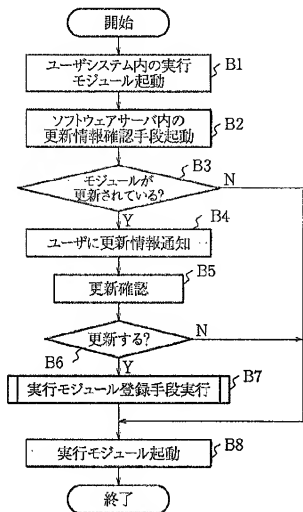 開始
ユーザシステム内の実行
モジュール起動
B1
ソフトウェアサーバ内の
更新情報確認手段起動
B2
B3
モジュールが
更新されている?
N
Y
B4
ユーザに更新情報通知
B5
更新確認
更新する?
N
B6
Y
B7
実行モジュール登録手段実行
実行モジュール起動
B8
終了